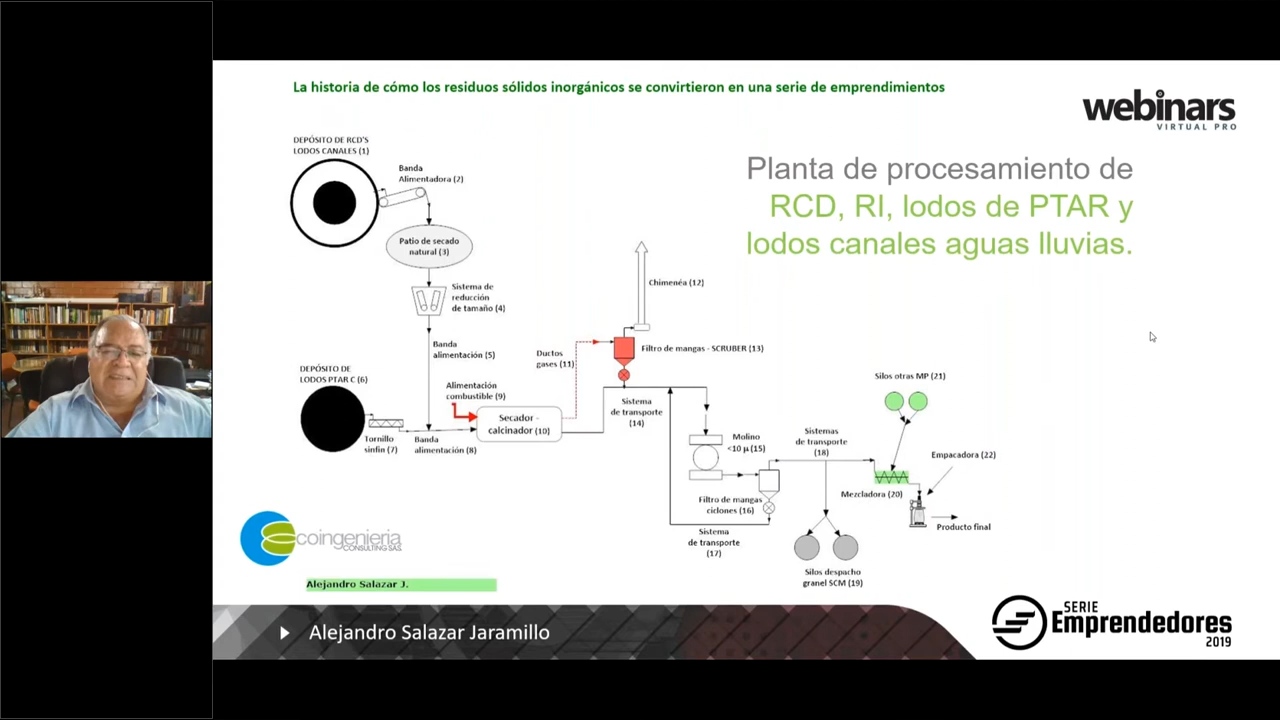 La historia de cómo los residuos sólidos inorgánicos se convirtieron en una serie de emprendimientos
webinars
VIRTUAL PRO
Planta de procesamiento de
RCD, RI, lodos de PTAR y
lodos canales aguas lluvias.
DEPÓSITO DE RCD'S
LODOS CANALES (1)
Banda
Alimentadora (2)
Patio de secado
natural (3)
Sistema de
reducción
de tamaño (4)
Banda
alimentación (5)
DEPÓSITO DE
LODOS PTAR C (6)
Tornillo
sinfín (7)
Banda
alimentación (8)
Alimentación
combustible (9)
Secador -
calcinador (10)
Ductos
gases (11)
Chimenéa (12)
Filtro de mangas - SCRUBER (13)
Sistema
de transporte
(14)
Molino
<10 µ (15)
Filtro de mangas
ciclones (16)
Sistema
de transporte
(17)
Sistemas
de transporte
(18)
Silos despacho
granel SCM (19)
Mezcladora (20)
Silos otras MP (21)
Empacadora (22)
Producto final
ecoingenieria
CONSULTING SAS.
Alejandro Salazar J.
Alejandro Salazar Jaramillo
SERIE
Emprendedores
2019